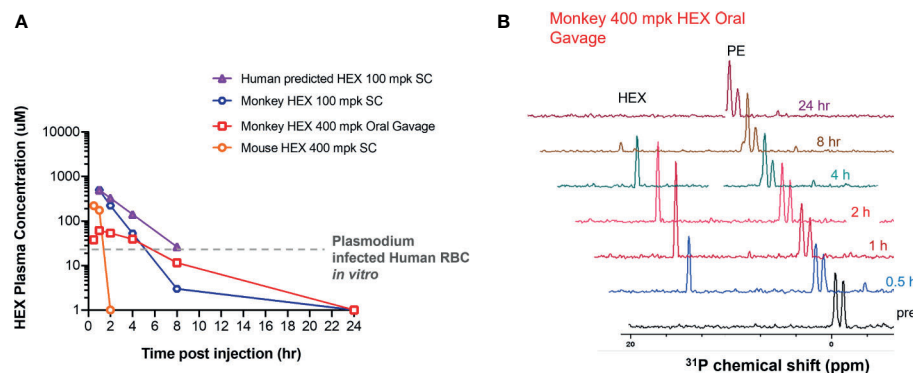 A
Human predicted HEX 100 mpk SC
Monkey HEX 100 mpk SC
Monkey HEX 400 mpk Oral Gavage
Mouse HEX 400 mpk SC
HEX Plasma Concentration (uM)
10000
1000
100
10
1
Plasmodium
infected Human RBC
in vitro
0 2 4 6 8 10 12 14 16 18 20 22 24
Time post injection (hr)
B
Monkey 400 mpk HEX Oral
Gavage
PE
HEX
24 hr
8 hr
4 h
2 h
1 h
0.5 h
pre
20 0
³¹P chemical shift (ppm)